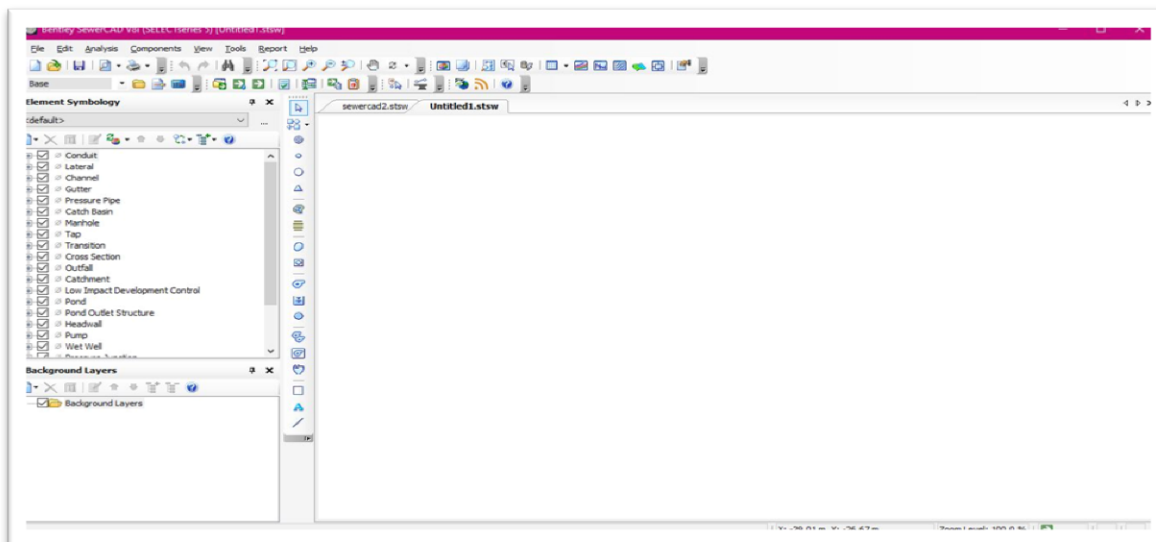 Bentley SewerCAD V8i (SELECTseries 5) [Untitled1.stsw]
File Edit Analysis Components View Tools Report Help
Base
Element Symbology
<default>
...
Conduit
Lateral
Channel
Gutter
Pressure Pipe
Catch Basin
Manhole
Tap
Transition
Cross Section
Outfall
Catchment
Low Impact Development Control
Pond
Pond Outlet Structure
Headwall
Pump
Wet Well
Pressure Junction
Background Layers
Background Layers
sewercad2.stsw Untitled1.stsw
Zoom Level: 100.0 %